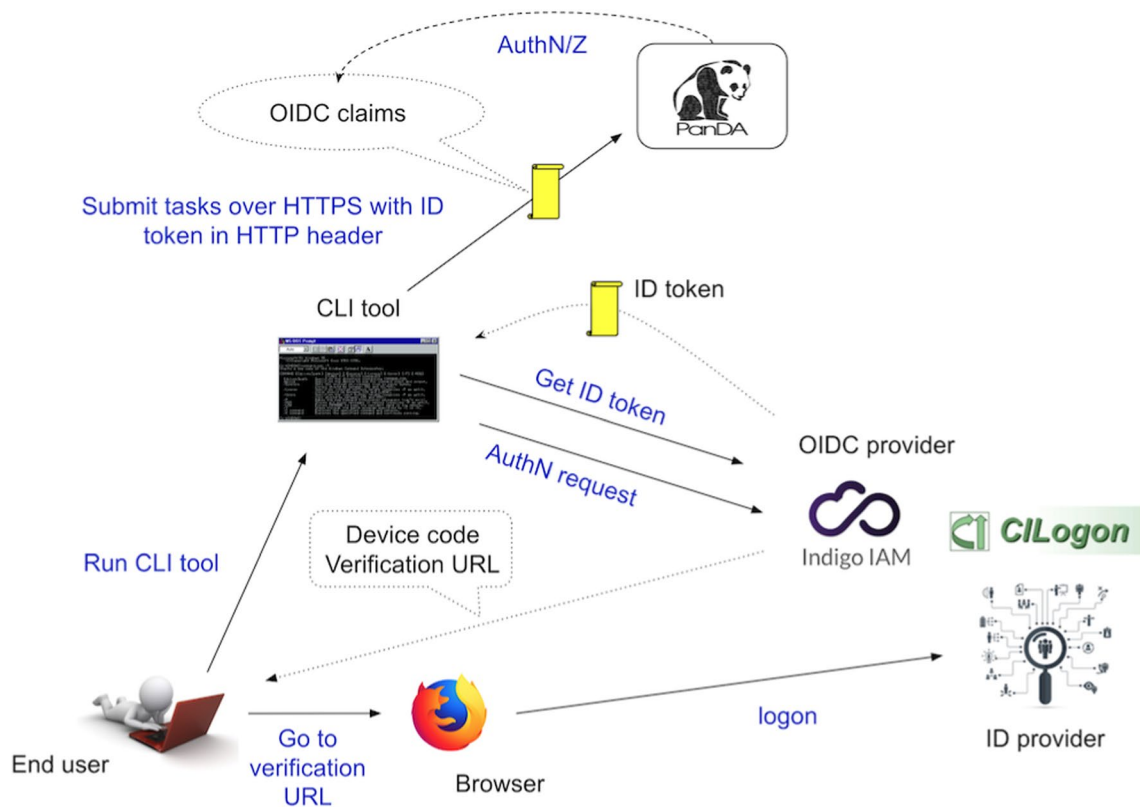 AuthN/Z
OIDC claims
PanDA
Submit tasks over HTTPS with ID
token in HTTP header
CLI tool
ID token
Get ID token
AuthN request
OIDC provider
Indigo IAM
CILogon
Device code
Verification URL
Run CLI tool
logon
End user
Go to
verification
URL
Browser
ID provider